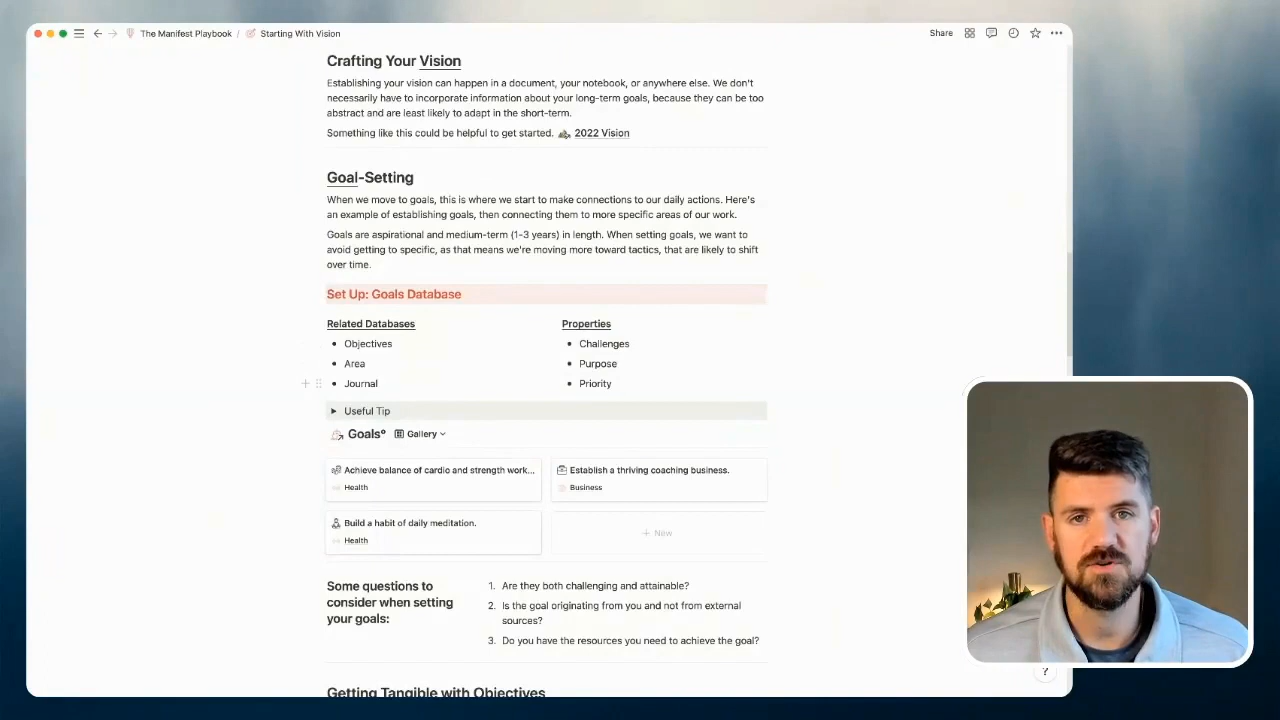 The Manifest Playbook / Starting With Vision
Share
Crafting Your Vision
Establishing your vision can happen in a document, your notebook, or anywhere else. We don't
necessarily have to incorporate information about your long-term goals, because they can be too
abstract and are least likely to adapt in the short-term.
Something like this could be helpful to get started. 2022 Vision
Goal-Setting
When we move to goals, this is where we start to make connections to our daily actions. Here's
an example of establishing goals, then connecting them to more specific areas of our work.
Goals are aspirational and medium-term (1-3 years) in length. When setting goals, we want to
avoid getting to specific, as that means we're moving more toward tactics, that are likely to shift
over time.
Set Up: Goals Database
Related Databases
• Objectives
• Area
• Journal
Properties
• Challenges
• Purpose
• Priority
Useful Tip
Goals° Gallery
Achieve balance of cardio and strength work...
Health
Establish a thriving coaching business.
Business
Build a habit of daily meditation.
Health
+ New
Some questions to
consider when setting
your goals:
1. Are they both challenging and attainable?
2. Is the goal originating from you and not from external
sources?
3. Do you have the resources you need to achieve the goal?
Getting Tangible with Objectives
?